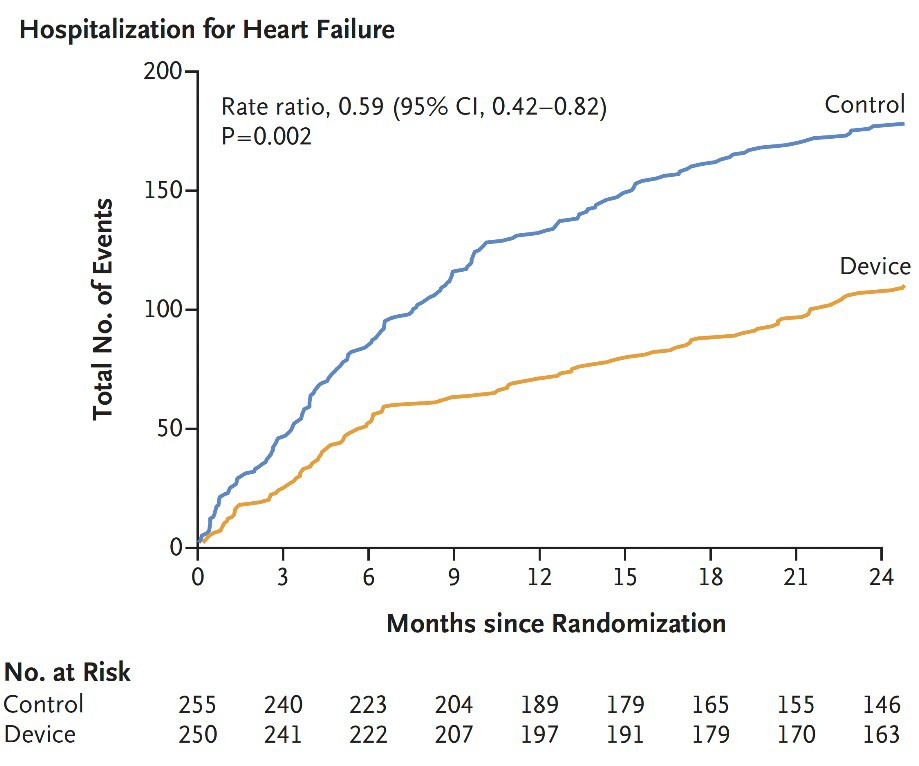 Hospitalization for Heart Failure
200
Rate ratio, 0.59 (95% CI, 0.42–0.82)
P=0.002
Control
150
Device
100
50
0
Total No. of Events
0 3 6 9 12 15 18 21 24
Months since Randomization
No. at Risk
Control 255 240 223 204 189 179 165 155 146
Device 250 241 222 207 197 191 179 170 163